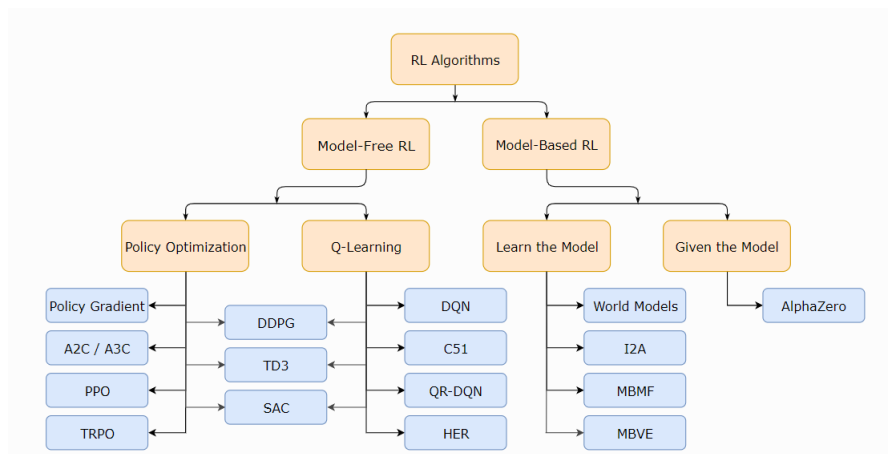 RL Algorithms
Model-Free RL
Model-Based RL
Policy Optimization
Q-Learning
Learn the Model
Given the Model
Policy Gradient
DDPG
DQN
World Models
AlphaZero
A2C / A3C
TD3
C51
I2A
PPO
SAC
QR-DQN
MBMF
TRPO
HER
MBVE